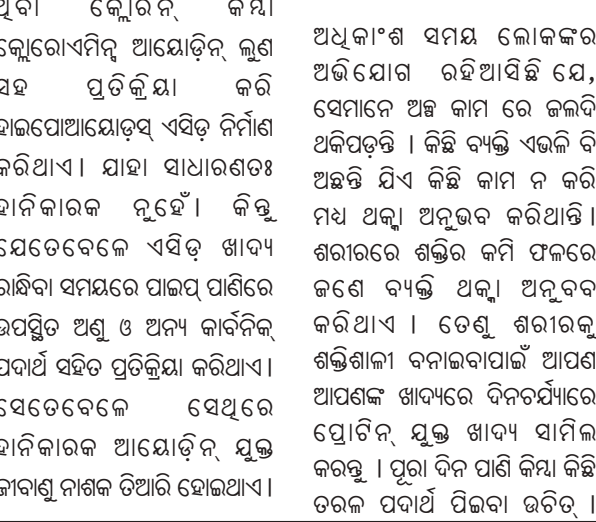 ଥିବା କ୍ଲୋରିନ୍ କିମ୍ବା
କ୍ଲୋରୋଏମିନ୍ସ ଆୟୋଡ଼ିନ୍ ଲୁଣ
ସହ ପ୍ରତିକ୍ରିୟା କରି
ହାଇପୋଆୟୋଡ଼ସ୍ ଏସିଡ଼ ନିର୍ମାଣ
କରିଥାଏ। ଯାହା ସାଧାରଣତଃ
ହାନିକାରକ ନୁହେଁ। କିନ୍ତୁ
ଯେତେବେଳେ ଏସିଡ଼ ଖାଦ୍ୟ
ରାନ୍ଧିବା ସମୟରେ ପାଇପ୍ ପାଣିରେ
ଉପସ୍ଥିତ ଅଣୁ ଓ ଅନ୍ୟ କାର୍ବନିକ୍
ପଦାର୍ଥ ସହିତ ପ୍ରତିକ୍ରିୟା କରିଥାଏ।
ସେତେବେଳେ ସେଥିରେ
ହାନିକାରକ ଆୟୋଡ଼ିନ୍ ଯୁକ୍ତ
ଜୀବାଣୁ ନାଶକ ତିଆରି ହୋଇଥାଏ।
ଅଧିକାଂଶ ସମୟ ଲୋକଙ୍କର
ଅଭିଯୋଗ ରହିଆସିଛି ଯେ,
ସେମାନେ ଅଳ୍ପ କାମ ରେ ଜଲଦି
ଥକିପଡ଼ନ୍ତି । କିଛି ବ୍ୟକ୍ତି ଏଭଳି ବି
ଅଛନ୍ତି ଯିଏ କିଛି କାମ ନ କରି
ମଧ୍ୟ ଥକ୍କା ଅନୁଭବ କରିଥାନ୍ତି।
ଶରୀରରେ ଶକ୍ତିର କମି ଫଳରେ
ଜଣେ ବ୍ୟକ୍ତି ଥକ୍କା ଅନୁବବ
କରିଥାଏ । ତେଣୁ ଶରୀରକୁ
ଶକ୍ତିଶାଳୀ ବନାଇବାପାଇଁ ଆପଣ
ଆପଣଙ୍କ ଖାଦ୍ୟରେ ଦିନଚର୍ଯ୍ୟାରେ
ପ୍ରୋଟିନ୍ ଯୁକ୍ତ ଖାଦ୍ୟ ସାମିଲ
କରନ୍ତୁ । ପୂରା ଦିନ ପାଣି କିମ୍ବା କିଛି
ତରଳ ପଦାର୍ଥ ପିଇବା ଉଚିତ୍ ।